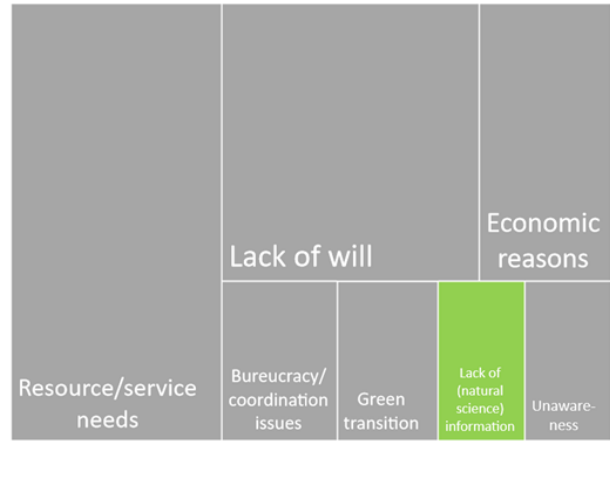 Lack of will
Economic
reasons
Resource/service
needs
Bureucracy/
coordination
issues
Green
transition
Lack of
(natural
science)
information
Unaware-
ness